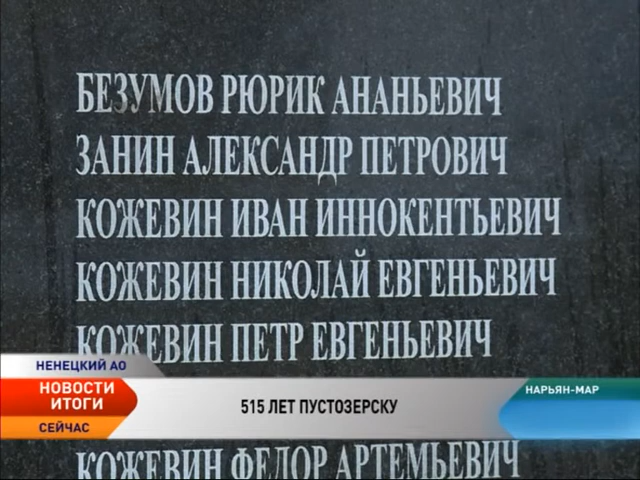 БЕЗУМОВ РЮРИК АНАНЬЕВИЧ
ЗАНИН АЛЕКСАНДР ПЕТРОВИЧ
КОЖЕВИН ИВАН ИННОКЕНТЬЕВИЧ
КОЖЕВИН НИКОЛАЙ ЕВГЕНЬЕВИЧ
КОЖЕВИН ПЕТР ЕВГЕНЬЕВИЧ
НЕНЕЦКИЙ АО
НОВОСТИ
ИТОГИ
СЕЙЧАС
515 ЛЕТ ПУСТОЗЕРСКУ
НАРЬЯН-МАР
КОЖЕВИН ФЕДОР АРТЕМЬЕВИЧ